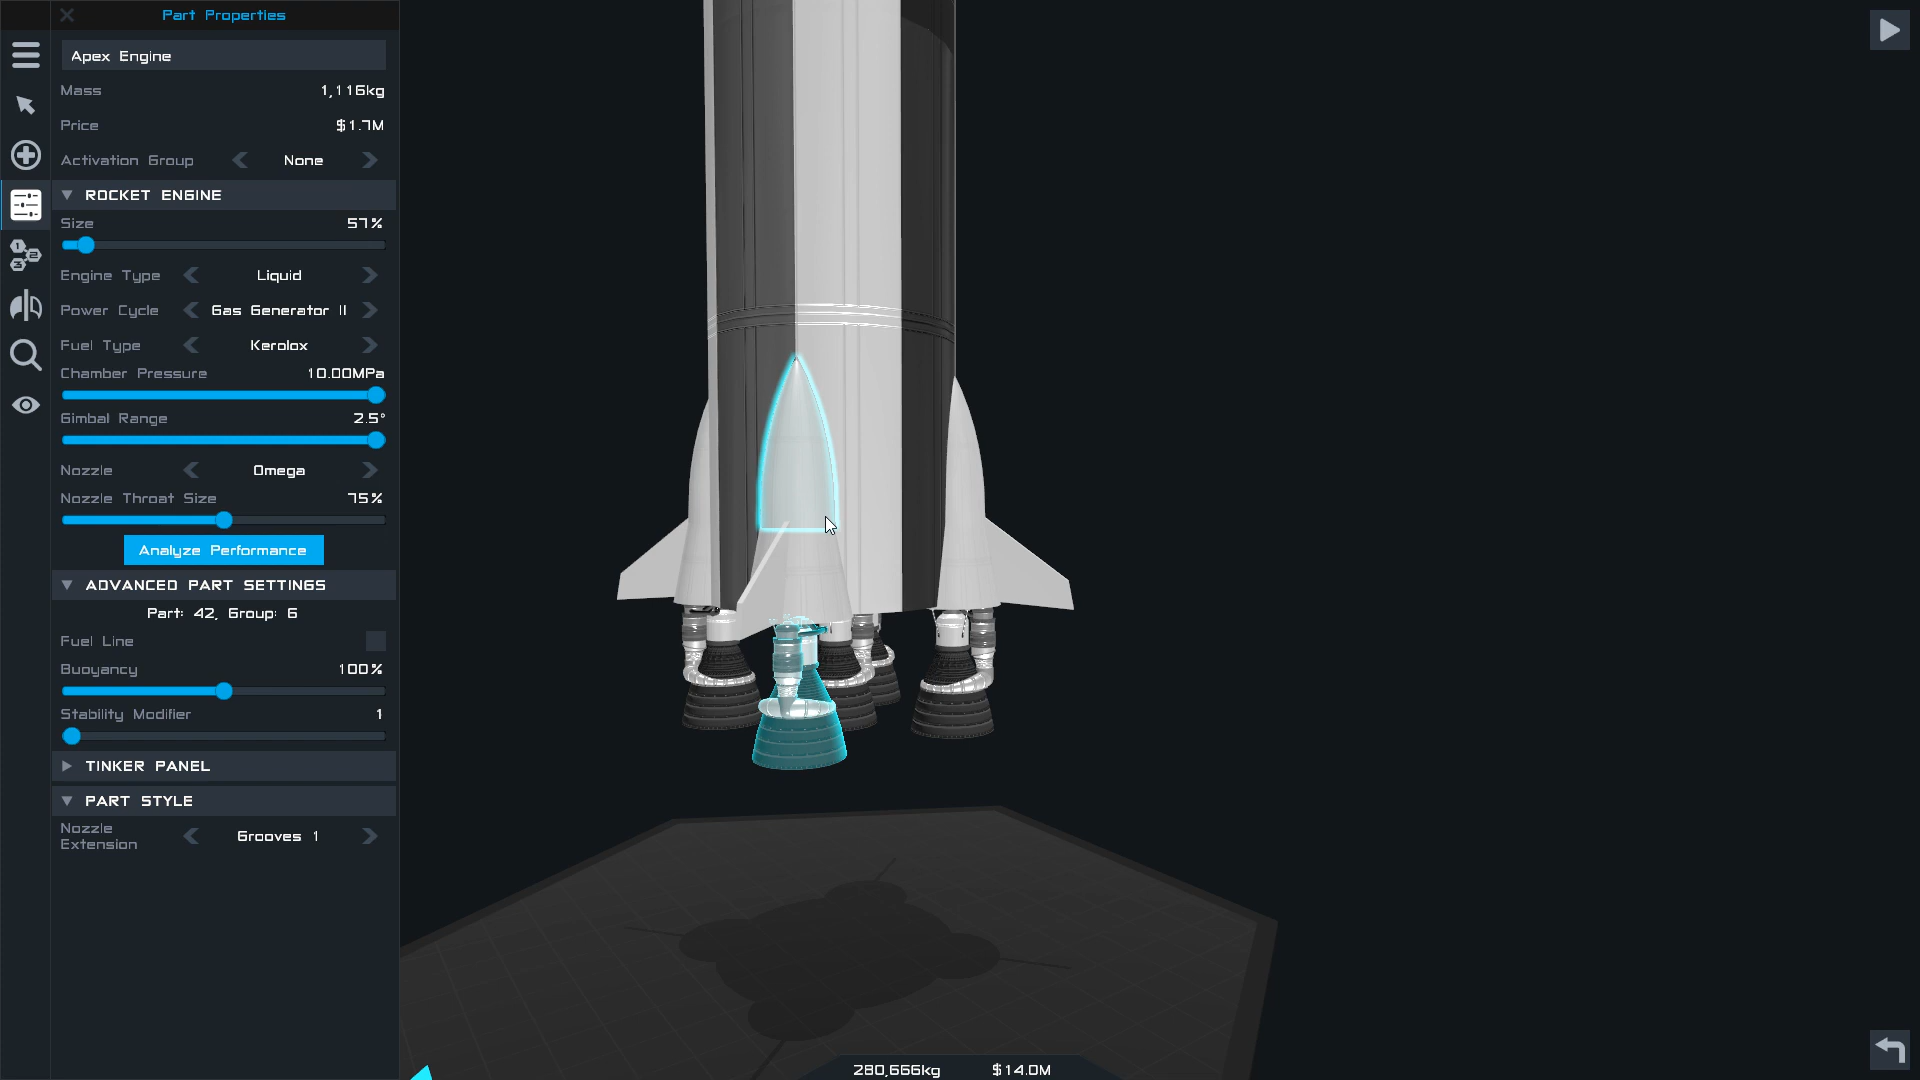 Part Properties
Apex Engine
Mass 1,116kg
Price $1.7M
Activation Group None
ROCKET ENGINE
Size 57%
Engine Type Liquid
Power Cycle Gas Generator II
Fuel Type Kerolox
Chamber Pressure 10.00MPa
Gimbal Range 2.5°
Nozzle Omega
Nozzle Throat Size 75%
Analyze Performance
ADVANCED PART SETTINGS
Part: 42, Group: 6
Fuel Line
Buoyancy 100%
Stability Modifier 1
TINKER PANEL
PART STYLE
Nozzle Extension Grooves 1
280,666kg $14.0M